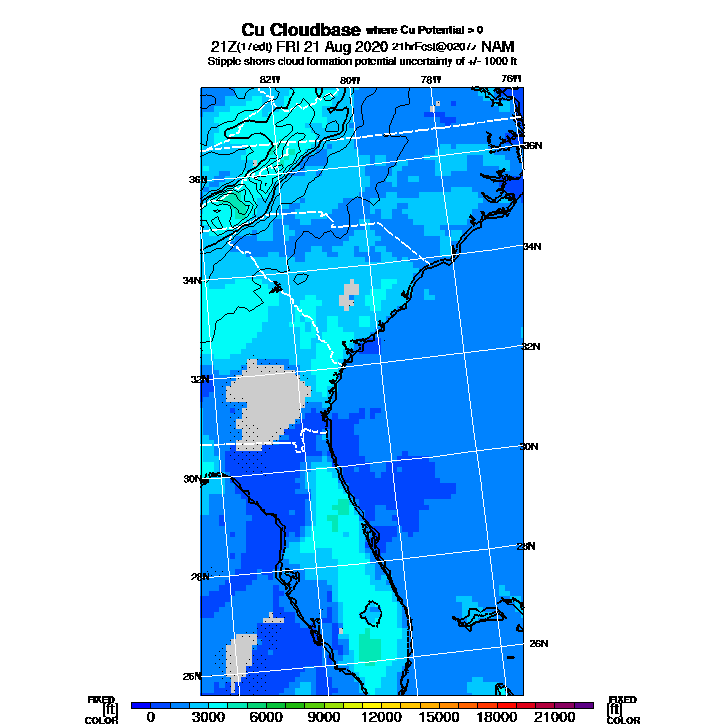 Cu Cloudbase where Cu Potential > 0
21Z(17edt) FRI 21 Aug 2020 21hrFcst@0207z NAM
Stipple shows cloud formation potential uncertainty of +/- 1000 ft
82W 80W 78W 76W
36N
36N
34N
34N
32N
32N
30N
30N
28N
28N
26N
26N
FIXED [ft] COLOR
0 3000 6000 9000 12000 15000 18000 21000
FIXED [ft] COLOR